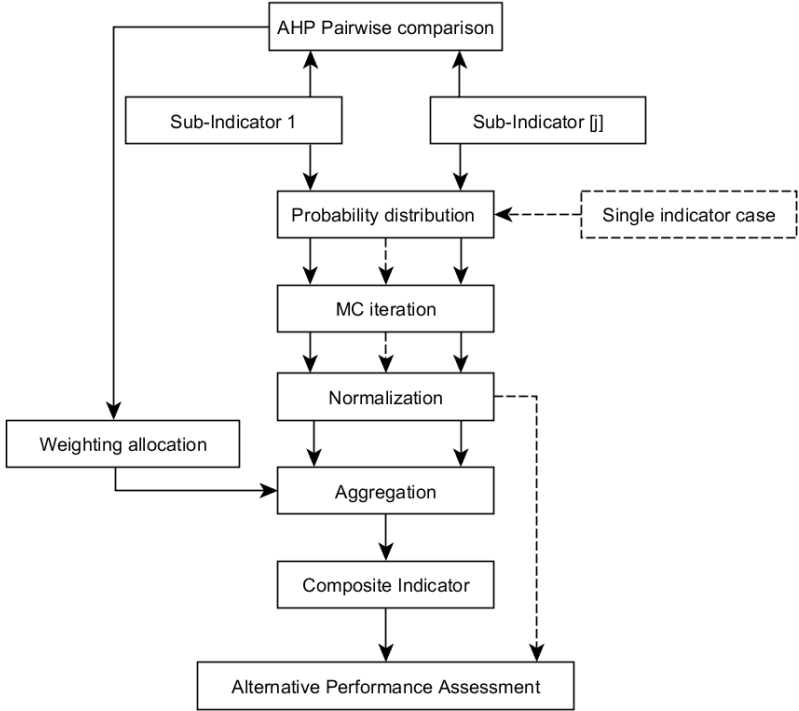 AHP Pairwise comparison
Sub-Indicator 1
Sub-Indicator [j]
Probability distribution
Single indicator case
MC iteration
Normalization
Weighting allocation
Aggregation
Composite Indicator
Alternative Performance Assessment